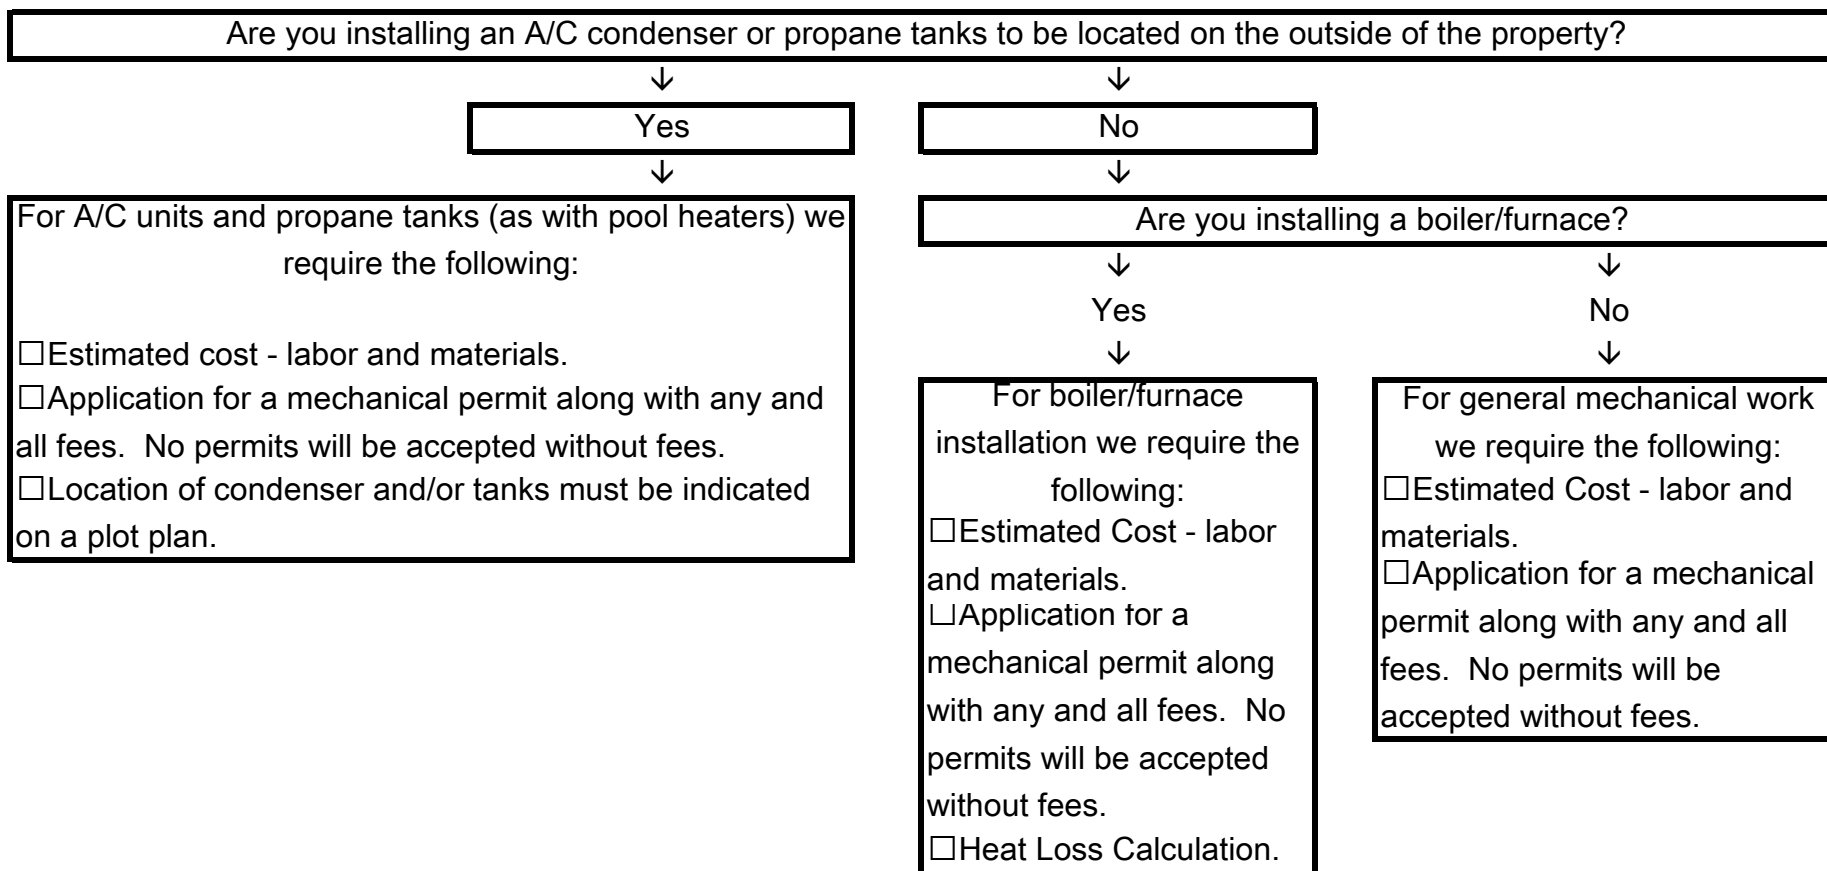 Are you installing an A/C condenser or propane tanks to be located on the outside of the property?
↓ ↓
Yes No
↓ ↓
For A/C units and propane tanks (as with pool heaters) we
require the following:
☐Estimated cost - labor and materials.
☐Application for a mechanical permit along with any and
all fees.  No permits will be accepted without fees.
☐Location of condenser and/or tanks must be indicated
on a plot plan.
Are you installing a boiler/furnace?
↓ ↓
Yes No
↓ ↓
For boiler/furnace
installation we require the
following:
☐Estimated Cost - labor
and materials.
☐Application for a
mechanical permit along
with any and all fees.  No
permits will be accepted
without fees.
☐Heat Loss Calculation.
For general mechanical work
we require the following:
☐Estimated Cost - labor and
materials.
☐Application for a mechanical
permit along with any and all
fees.  No permits will be
accepted without fees.